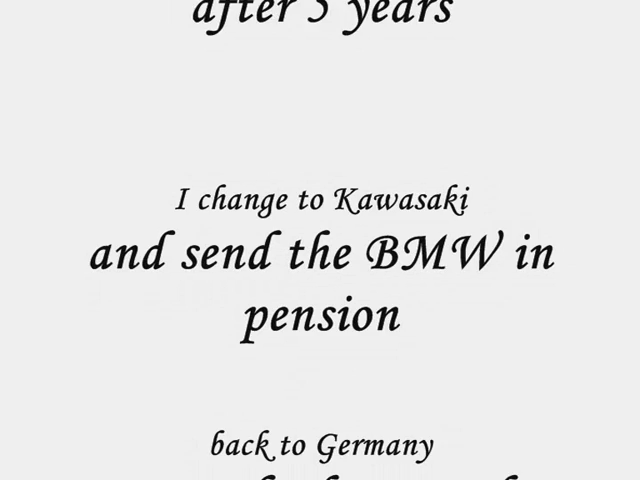 after 5 years
I change to Kawasaki
and send the BMW in
pension
back to Germany